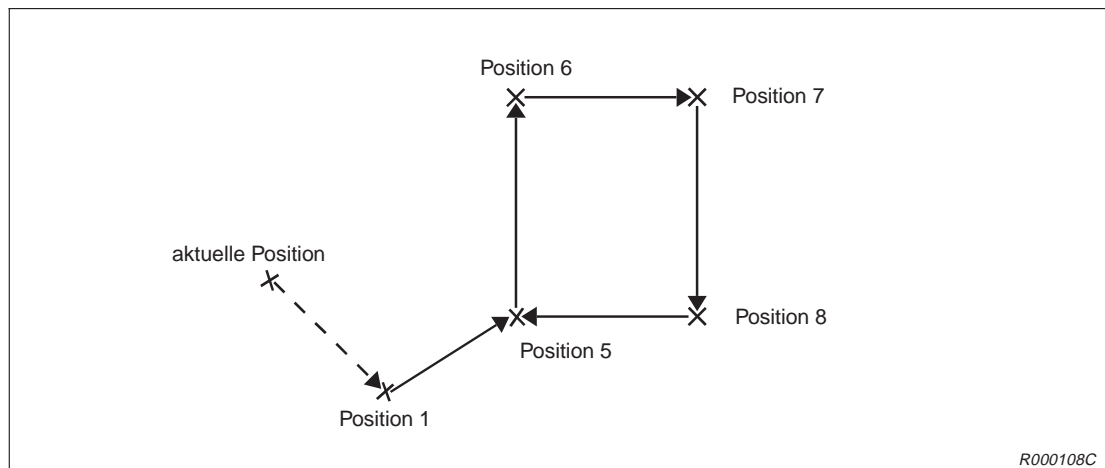 Position 6
Position 7
aktuelle Position
Position 8
Position 5
Position 1
R000108C